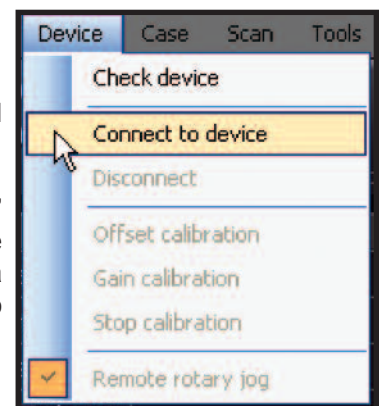 Device Case Scan Tools
Check device
Connect to device
Disconnect
Offset calibration
Gain calibration
Stop calibration
Remote rotary jog